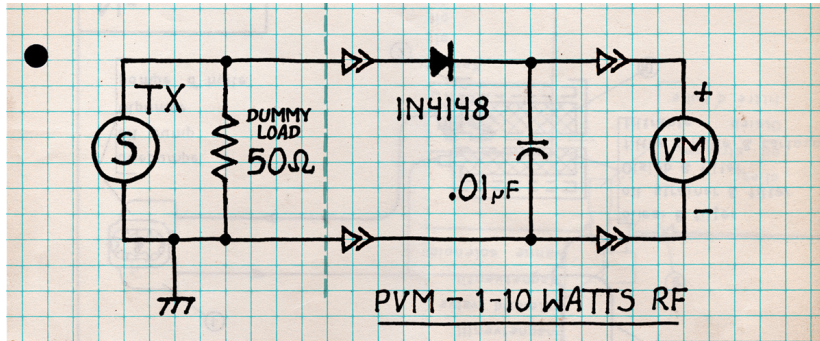 TX
S
DUMMY
LOAD
50Ω
1N4148
.01µF
+
VM
−
PVM – 1-10 WATTS RF